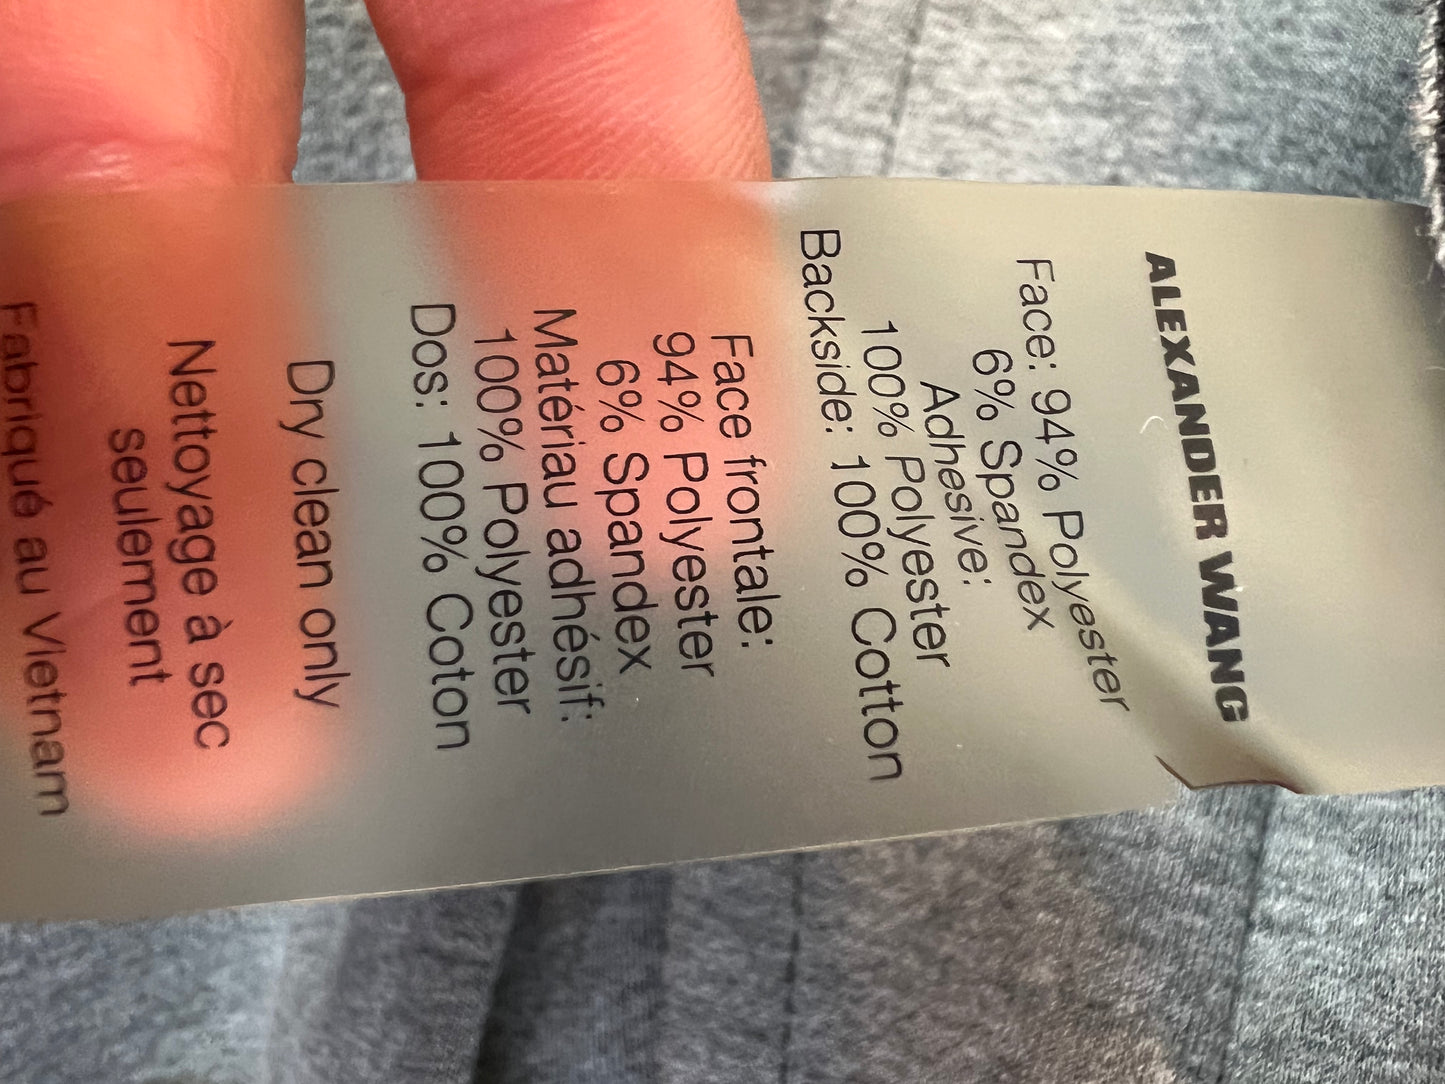 ALEXANDER WANG
Face: 94% Polyester
6% Spandex
Adhesive:
100% Polyester
Backside: 100% Cotton
Face frontale:
94% Polyester
6% Spandex
Matériau adhésif:
100% Polyester
Dos: 100% Coton
Dry clean only
Nettoyage à sec
seulement
Fabriqué au Vietnam